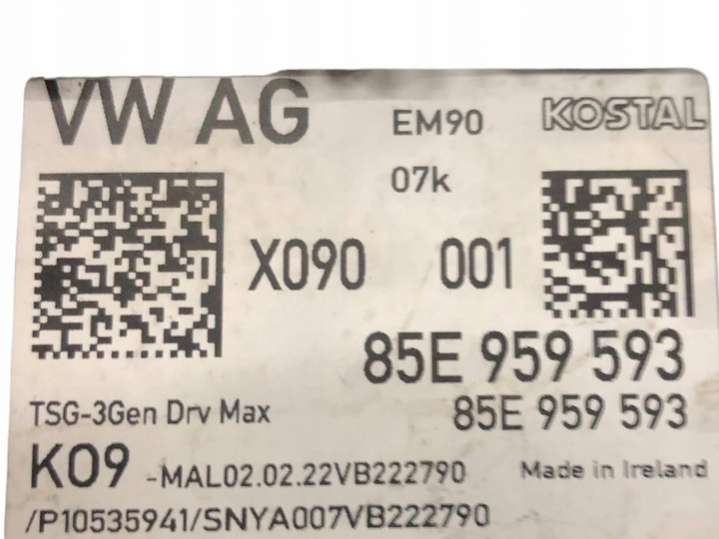 VW AG EM90 KOSTAL
07k
X090 001
85E 959 593
TSG-3Gen Drv Max 85E 959 593
K09 -MAL02.02.22VB222790 Made in Ireland
/P10535941/SNYA007VB222790